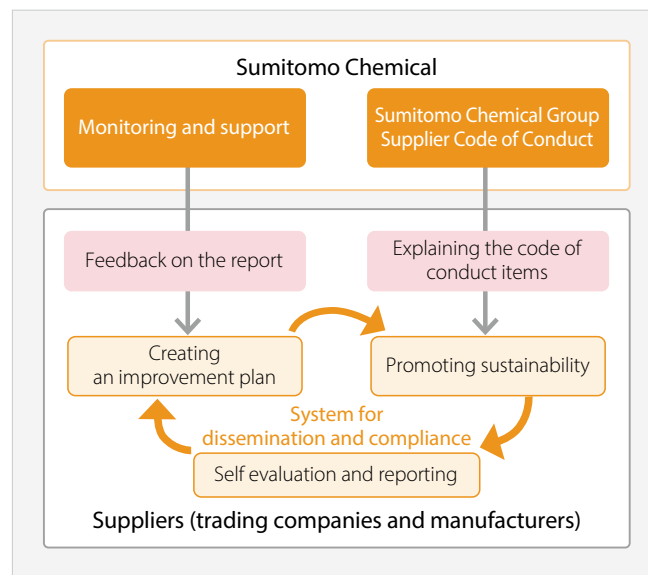 Sumitomo Chemical
Monitoring and support
Sumitomo Chemical Group
Supplier Code of Conduct
Feedback on the report
Explaining the code of
conduct items
Creating
an improvement plan
Promoting sustainability
System for
dissemination and compliance
Self evaluation and reporting
Suppliers (trading companies and manufacturers)